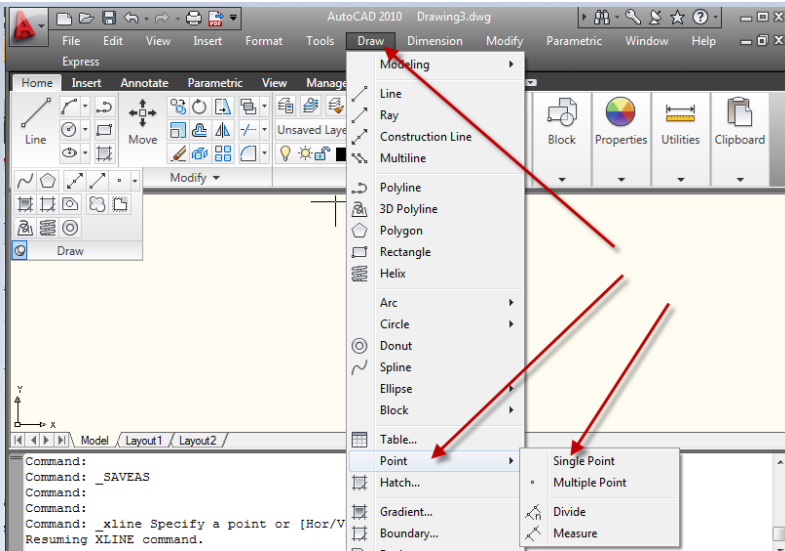 AutoCAD 2010 Drawing3.dwg
File Edit View Insert Format Tools Draw Dimension Modify Parametric Window Help
Express
Home Insert Annotate Parametric View Manage
Line
Move
Unsaved Laye
Block Properties Utilities Clipboard
Modify
Draw
Modeling
Line
Ray
Construction Line
Multiline
Polyline
3D Polyline
Polygon
Rectangle
Helix
Arc
Circle
Donut
Spline
Ellipse
Block
Table...
Point
Hatch...
Gradient...
Boundary...
Single Point
Multiple Point
Divide
Measure
Y
X
Model Layout1 Layout2
Command:
Command: _SAVEAS
Command:
Command:
Command: _xline Specify a point or [Hor/V
Resuming XLINE command.